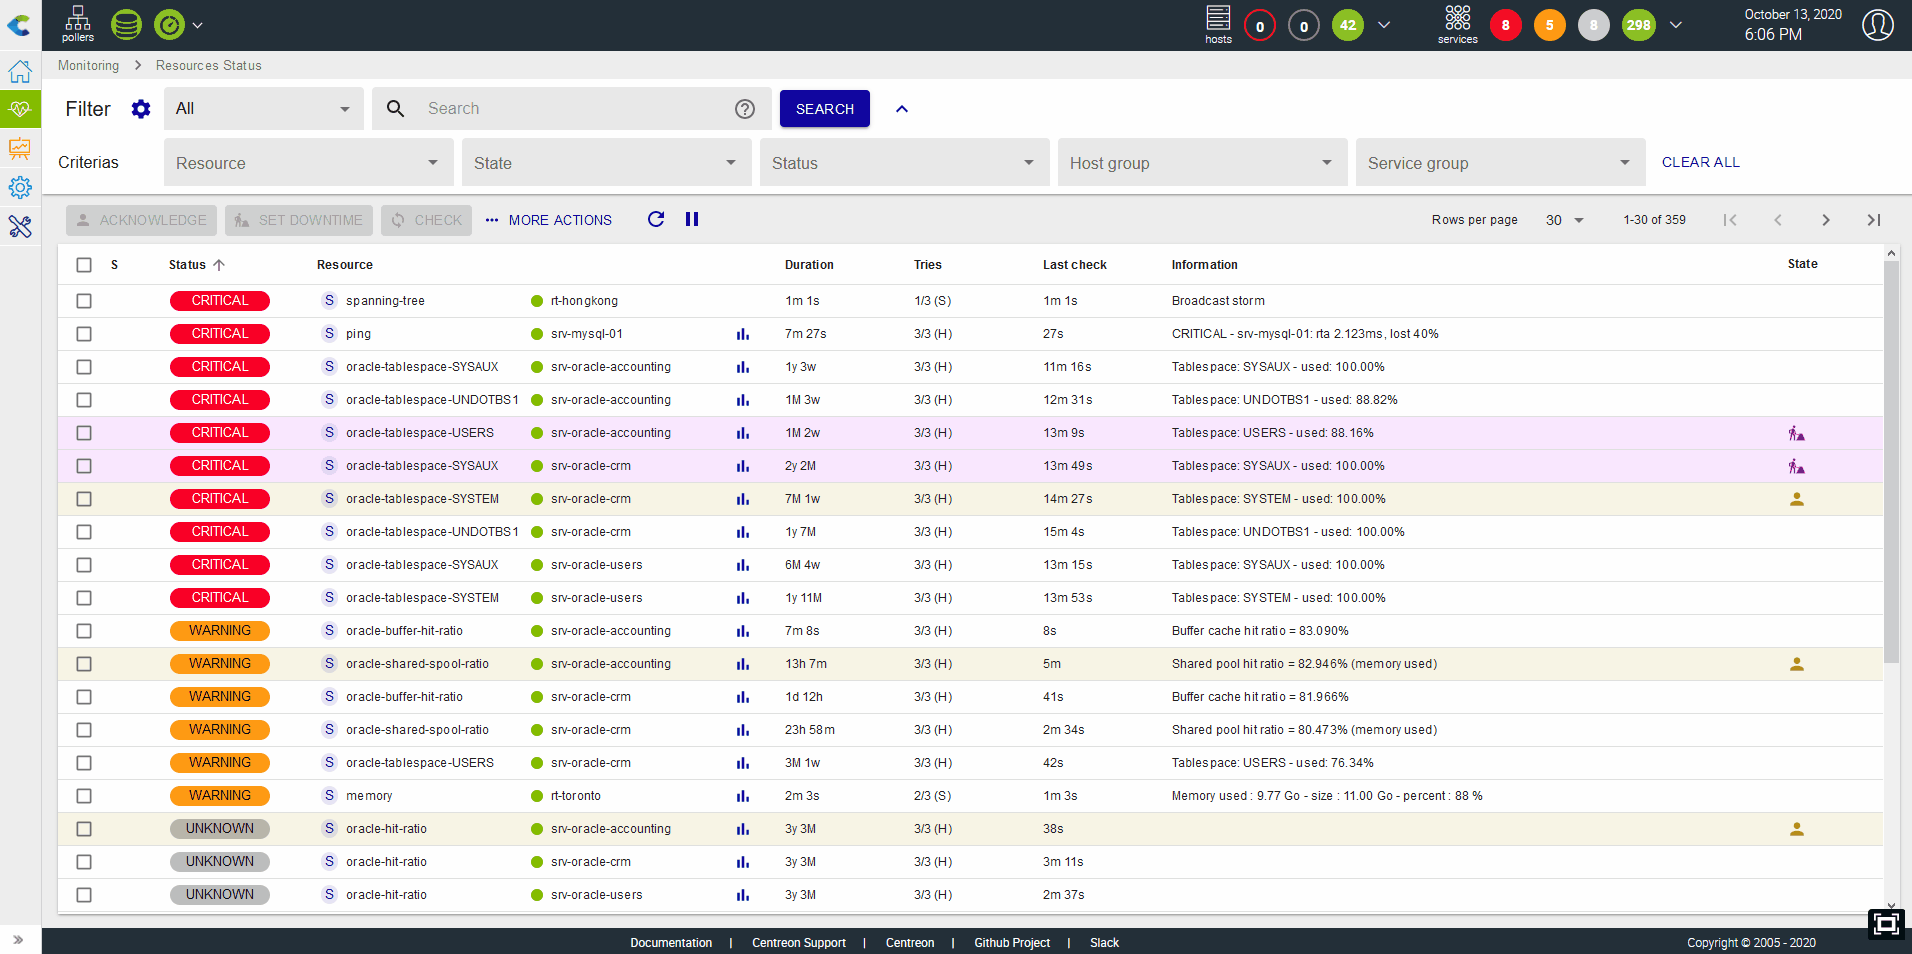 pollers
hosts 0 0 42
services 8 5 8 298
October 13, 2020
6:06 PM
Monitoring Resources Status
Filter All Search ? SEARCH
Criterias Resource State Status Host group Service group CLEAR ALL
ACKNOWLEDGE SET DOWNTIME CHECK MORE ACTIONS Rows per page 30 1-30 of 359
S Status Resource Duration Tries Last check Information State
CRITICAL S spanning-tree rt-hongkong 1m 1s 1/3 (S) 1m 1s Broadcast storm
CRITICAL S ping srv-mysql-01 7m 27s 3/3 (H) 27s CRITICAL - srv-mysql-01: rta 2.123ms, lost 40%
CRITICAL S oracle-tablespace-SYSAUX srv-oracle-accounting 1y 3w 3/3 (H) 11m 16s Tablespace: SYSAUX - used: 100.00%
CRITICAL S oracle-tablespace-UNDOTBS1 srv-oracle-accounting 1M 3w 3/3 (H) 12m 31s Tablespace: UNDOTBS1 - used: 88.82%
CRITICAL S oracle-tablespace-USERS srv-oracle-accounting 1M 2w 3/3 (H) 13m 9s Tablespace: USERS - used: 88.16%
CRITICAL S oracle-tablespace-SYSAUX srv-oracle-crm 2y 2M 3/3 (H) 13m 49s Tablespace: SYSAUX - used: 100.00%
CRITICAL S oracle-tablespace-SYSTEM srv-oracle-crm 7M 1w 3/3 (H) 14m 27s Tablespace: SYSTEM - used: 100.00%
CRITICAL S oracle-tablespace-UNDOTBS1 srv-oracle-crm 1y 7M 3/3 (H) 15m 4s Tablespace: UNDOTBS1 - used: 100.00%
CRITICAL S oracle-tablespace-SYSAUX srv-oracle-users 6M 4w 3/3 (H) 13m 15s Tablespace: SYSAUX - used: 100.00%
CRITICAL S oracle-tablespace-SYSTEM srv-oracle-users 1y 11M 3/3 (H) 13m 53s Tablespace: SYSTEM - used: 100.00%
WARNING S oracle-buffer-hit-ratio srv-oracle-accounting 7m 8s 3/3 (H) 8s Buffer cache hit ratio = 83.090%
WARNING S oracle-shared-spool-ratio srv-oracle-accounting 13h 7m 3/3 (H) 5m Shared pool hit ratio = 82.946% (memory used)
WARNING S oracle-buffer-hit-ratio srv-oracle-crm 1d 12h 3/3 (H) 41s Buffer cache hit ratio = 81.966%
WARNING S oracle-shared-spool-ratio srv-oracle-crm 23h 58m 3/3 (H) 2m 34s Shared pool hit ratio = 80.473% (memory used)
WARNING S oracle-tablespace-USERS srv-oracle-crm 3M 1w 3/3 (H) 42s Tablespace: USERS - used: 76.34%
WARNING S memory rt-toronto 2m 3s 2/3 (S) 1m 3s Memory used : 9.77 Go - size : 11.00 Go - percent : 88 %
UNKNOWN S oracle-hit-ratio srv-oracle-accounting 3y 3M 3/3 (H) 38s
UNKNOWN S oracle-hit-ratio srv-oracle-crm 3y 3M 3/3 (H) 3m 11s
UNKNOWN S oracle-hit-ratio srv-oracle-users 3y 3M 3/3 (H) 2m 37s
Documentation | Centreon Support | Centreon | Github Project | Slack Copyright © 2005 - 2020